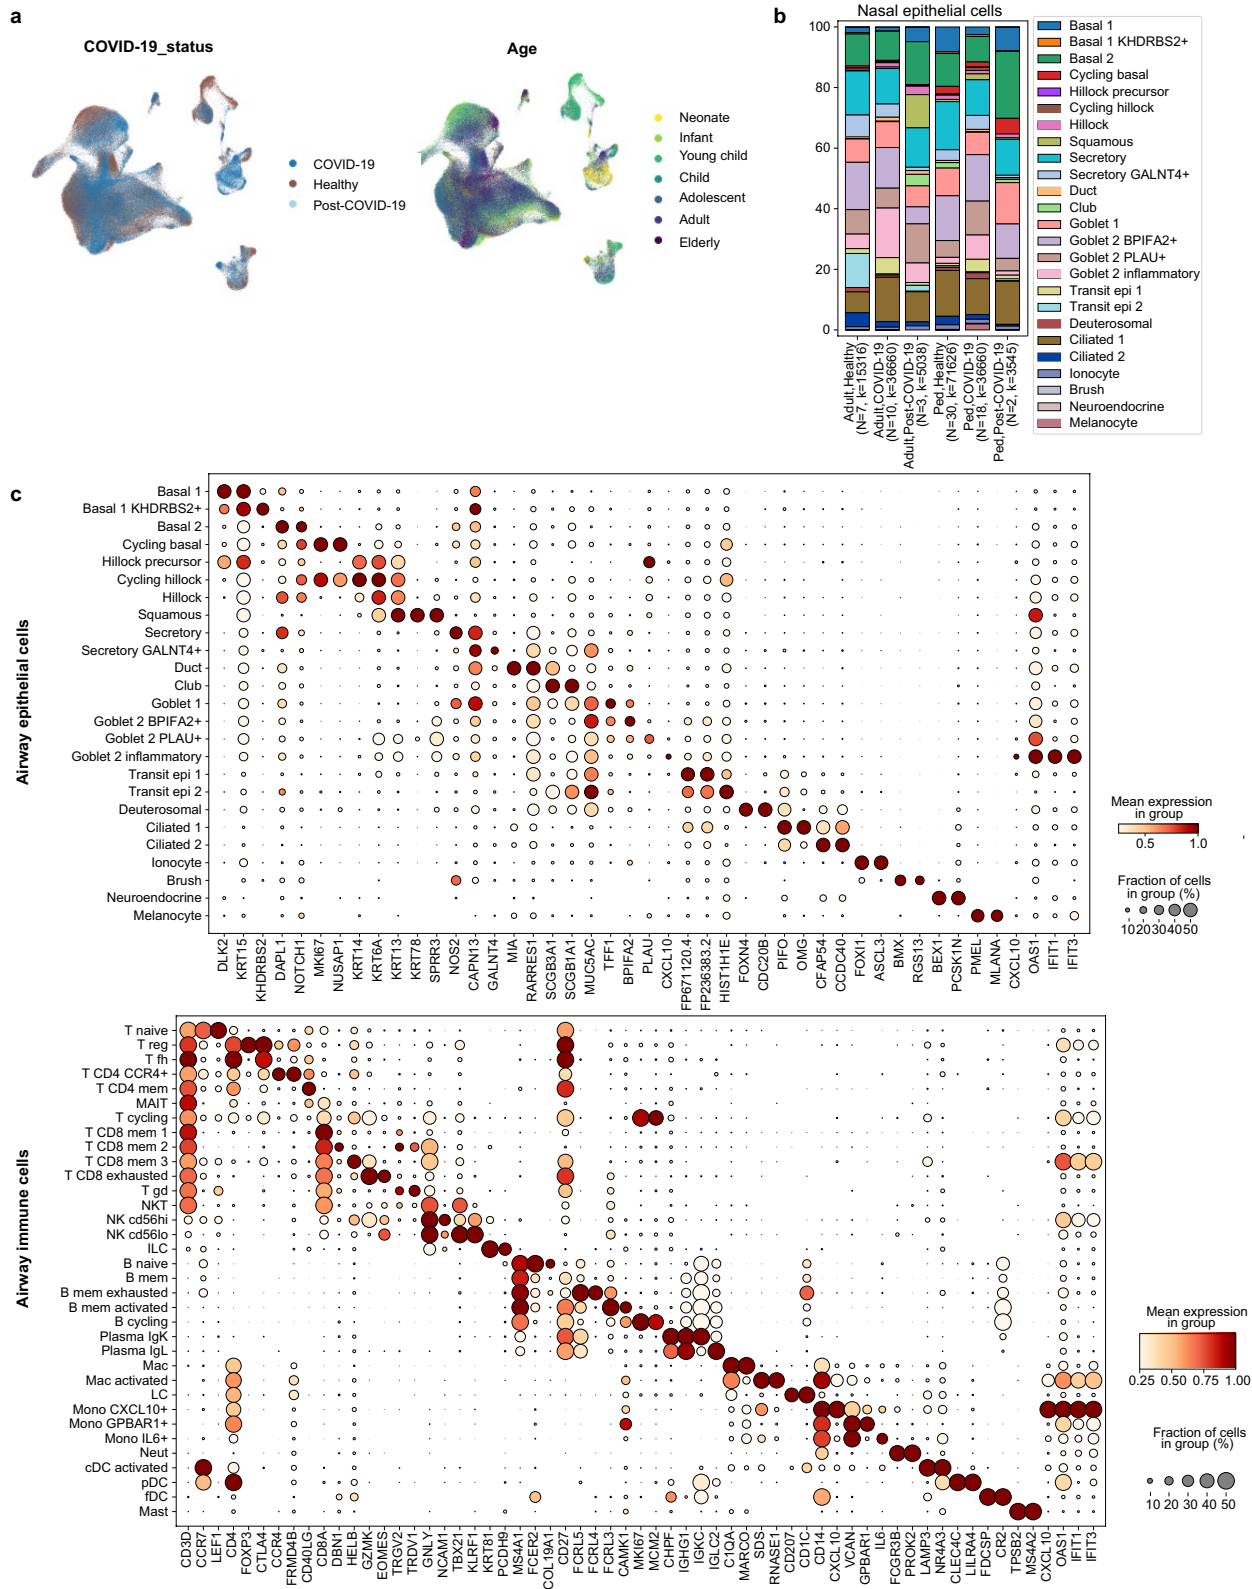 a
COVID-19_status
COVID-19
Healthy
Post-COVID-19
Age
Neonate
Infant
Young child
Child
Adolescent
Adult
Elderly
b
Nasal epithelial cells
100
80
60
40
20
0
Adult,Healthy
(N=7, k=15316)
Adult,COVID-19
(N=10, k=36660)
Adult,Post-COVID-19
(N=3, k=5038)
Ped,Healthy
(N=30, k=71626)
Ped,COVID-19
(N=18, k=36660)
Ped,Post-COVID-19
(N=2, k=3545)
Basal 1
Basal 1 KHDRBS2+
Basal 2
Cycling basal
Hillock precursor
Cycling hillock
Hillock
Squamous
Secretory
Secretory GALNT4+
Duct
Club
Goblet 1
Goblet 2 BPIFA2+
Goblet 2 PLAU+
Goblet 2 inflammatory
Transit epi 1
Transit epi 2
Deuterosomal
Ciliated 1
Ciliated 2
Ionocyte
Brush
Neuroendocrine
Melanocyte
c
Airway epithelial cells
Basal 1
Basal 1 KHDRBS2+
Basal 2
Cycling basal
Hillock precursor
Cycling hillock
Hillock
Squamous
Secretory
Secretory GALNT4+
Duct
Club
Goblet 1
Goblet 2 BPIFA2+
Goblet 2 PLAU+
Goblet 2 inflammatory
Transit epi 1
Transit epi 2
Deuterosomal
Ciliated 1
Ciliated 2
Ionocyte
Brush
Neuroendocrine
Melanocyte
DLK2
KRT15
KHDRBS2
DAPL1
NOTCH1
MKI67
NUSAP1
KRT14
KRT6A
KRT13
KRT78
SPRR3
NOS2
CAPN13
GALNT4
MIA
RARRES1
SCGB3A1
SCGB1A1
MUC5AC
TFF1
BPIFA2
PLAU
CXCL10
FP671120.4
FP236383.2
HIST1H1E
FOXN4
CDC20B
PIFO
OMG
CFAP54
CCDC40
FOXI1
ASCL3
BMX
RGS13
BEX1
PCSK1N
PMEL
MLANA
CXCL10
OAS1
IFIT1
IFIT3
Mean expression
in group
0.5 1.0
Fraction of cells
in group (%)
10 20 30 40 50
Airway immune cells
T naive
T reg
T fh
T CD4 CCR4+
T CD4 mem
MAIT
T cycling
T CD8 mem 1
T CD8 mem 2
T CD8 mem 3
T CD8 exhausted
T gd
NKT
NK cd56hi
NK cd56lo
ILC
B naive
B mem
B mem exhausted
B mem activated
B cycling
Plasma IgK
Plasma IgL
Mac
Mac activated
LC
Mono CXCL10+
Mono GPBAR1+
Mono IL6+
Neut
cDC activated
pDC
fDC
Mast
CD3D
CCR7
LEF1
CD4
FOXP3
CTLA4
CCR4
FRMD4B
CD40LG
CD8A
DBN1
HELB
GZMK
EOMES
TRGV2
TRDV1
GNLY
NCAM1
TBX21
KLRF1
KRT81
PCDH9
MS4A1
FCER2
COL19A1
CD27
FCRL5
FCRL4
FCRL3
CAMK1
MKI67
MCM2
CHPF
IGHG1
IGKC
IGLC2
C1QA
MARCO
SDS
RNASE1
CD207
CD1C
CD14
CXCL10
VCAN
GPBAR1
IL6
FCGR3B
PROK2
LAMP3
NR4A3
CLEC4C
LILRA4
FDCSP
CR2
TPSB2
MS4A2
CXCL10
OAS1
IFIT1
IFIT3
Mean expression
in group
0.25 0.50 0.75 1.00
Fraction of cells
in group (%)
10 20 30 40 50